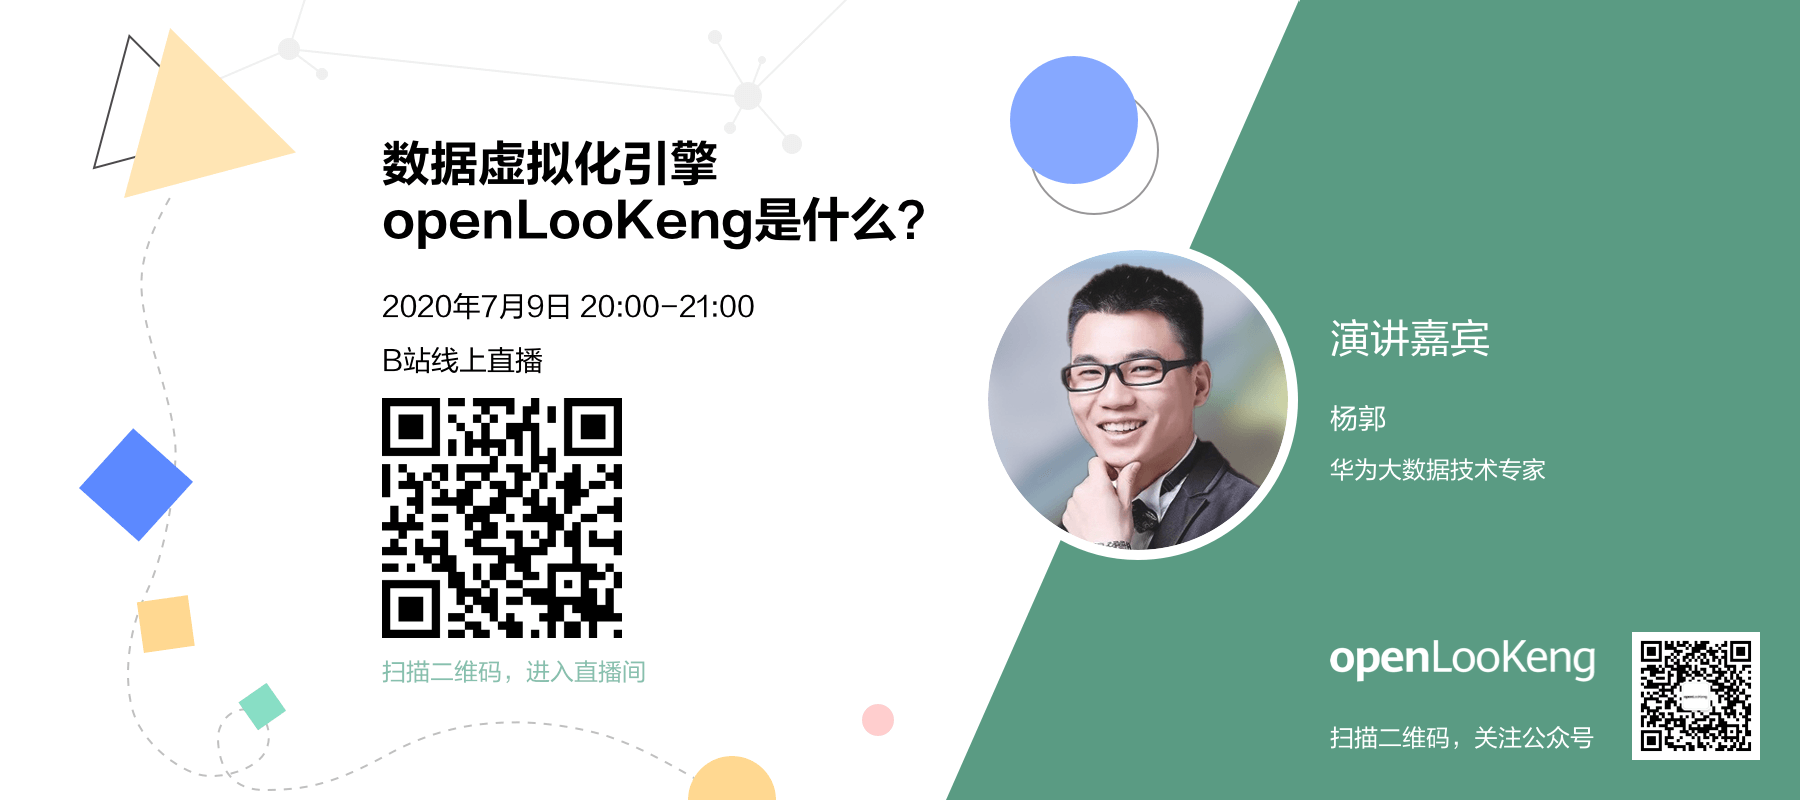 数据虚拟化引擎
openLooKeng是什么?
2020年7月9日 20:00-21:00
B站线上直播
扫描二维码，进入直播间
演讲嘉宾
杨郭
华为大数据技术专家
openLooKeng
扫描二维码，关注公众号